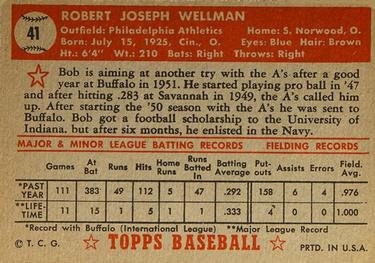 41
ROBERT JOSEPH WELLMAN
Outfield: Philadelphia Athletics Home: S. Norwood, O.
Born: July 15, 1925, Cin., O. Eyes: Blue Hair: Brown
Ht: 6'4" Wt: 210 Bats: Right Throws: Right
Bob is aiming at another try with the A's after a good
year at Buffalo in 1951. He started playing pro ball in '47
and after hitting .283 at Savannah in 1949, the A's called him
up. After starting the '50 season with the A's he was sent to
Buffalo. Bob got a football scholarship to the University of
Indiana. but after six months, he enlisted in the Navy.
MAJOR & MINOR LEAGUE BATTING RECORDS FIELDING RECORDS
Games At Bat Runs Hits Home Runs Runs Batted In Batting Average Put-outs Assists Errors Field. Avg.
*PAST YEAR 111 383 49 112 5 47 .292 158 6 4 .976
**LIFE-TIME 11 15 1 5 1 1 .333 4 0 0 1.000
*Record with Buffalo (International League) **Major League Record
© T.C.G. TOPPS BASEBALL PRTD. IN U.S.A.